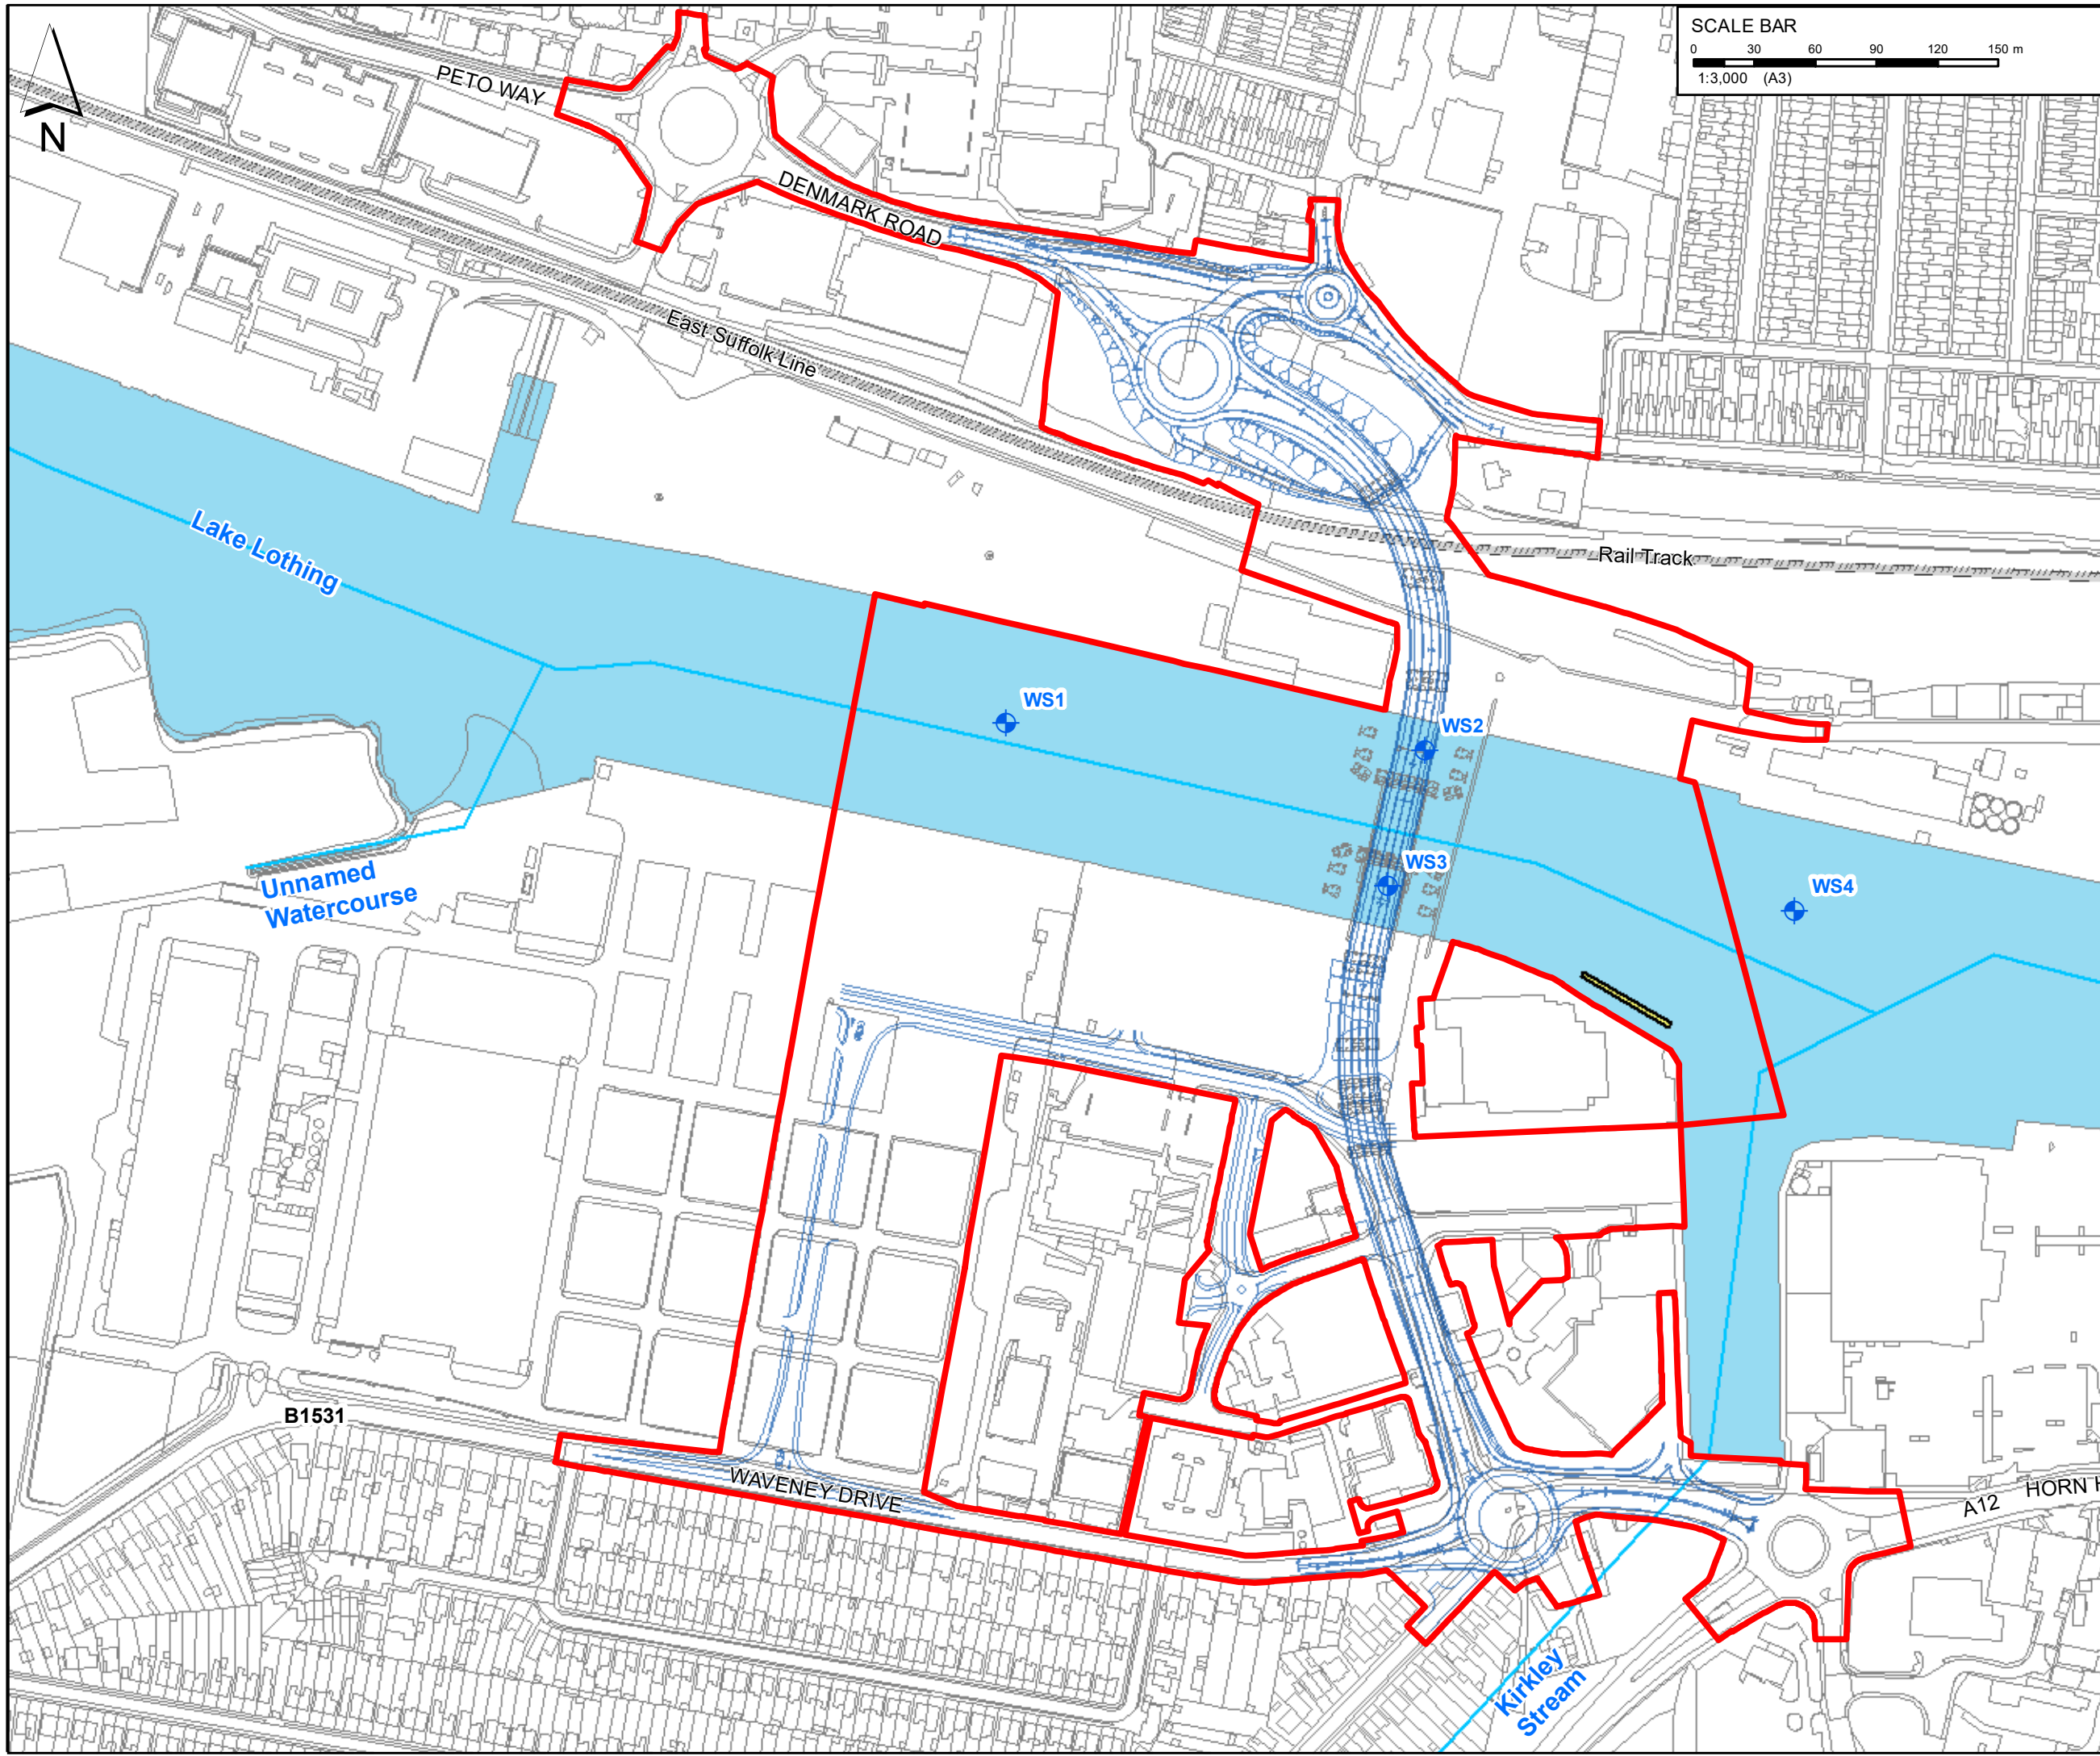 SCALE BAR
0 30 60 90 120 150 m
1:3,000 (A3)
N
PETO WAY
DENMARK ROAD
East Suffolk Line
Rail Track
Lake Lothing
WS1
WS2
WS3
WS4
Unnamed
Watercourse
B1531
WAVENEY DRIVE
A12 HORN H
Kirkley
Stream